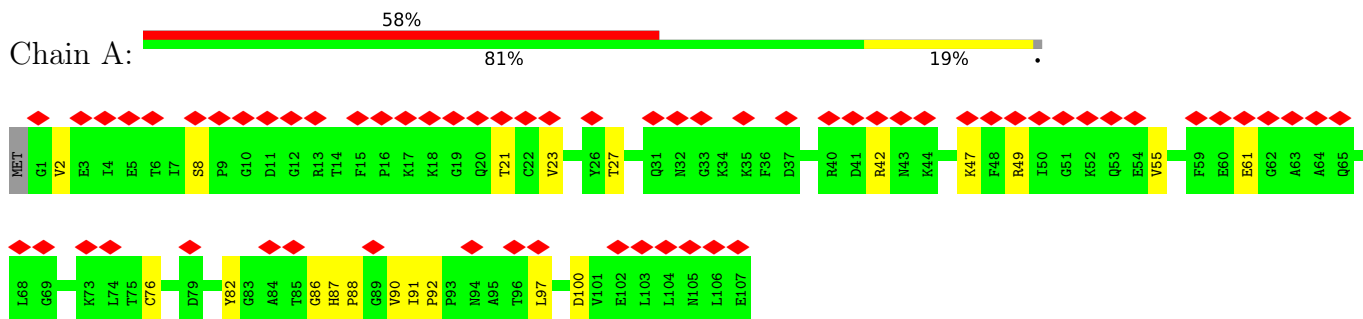 58%
Chain A:
81% 19% •
MET G1 V2 E3 I4 E5 T6 I7 S8 P9 G10 D11 G12 R13 T14 F15 P16 K17 K18 G19 Q20 T21 C22 V23 Y26 T27 Q31 N32 G33 K34 K35 F36 D37 R40 D41 R42 N43 K44 K47 F48 R49 I50 G51 K52 Q53 E54 V55 F59 E60 E61 G62 A63 A64 Q65
L68 G69 K73 L74 T75 C76 D79 Y82 G83 A84 T85 G86 H87 P88 G89 V90 I91 P92 P93 N94 A95 T96 L97 D100 V101 E102 L103 L104 N105 L106 E107